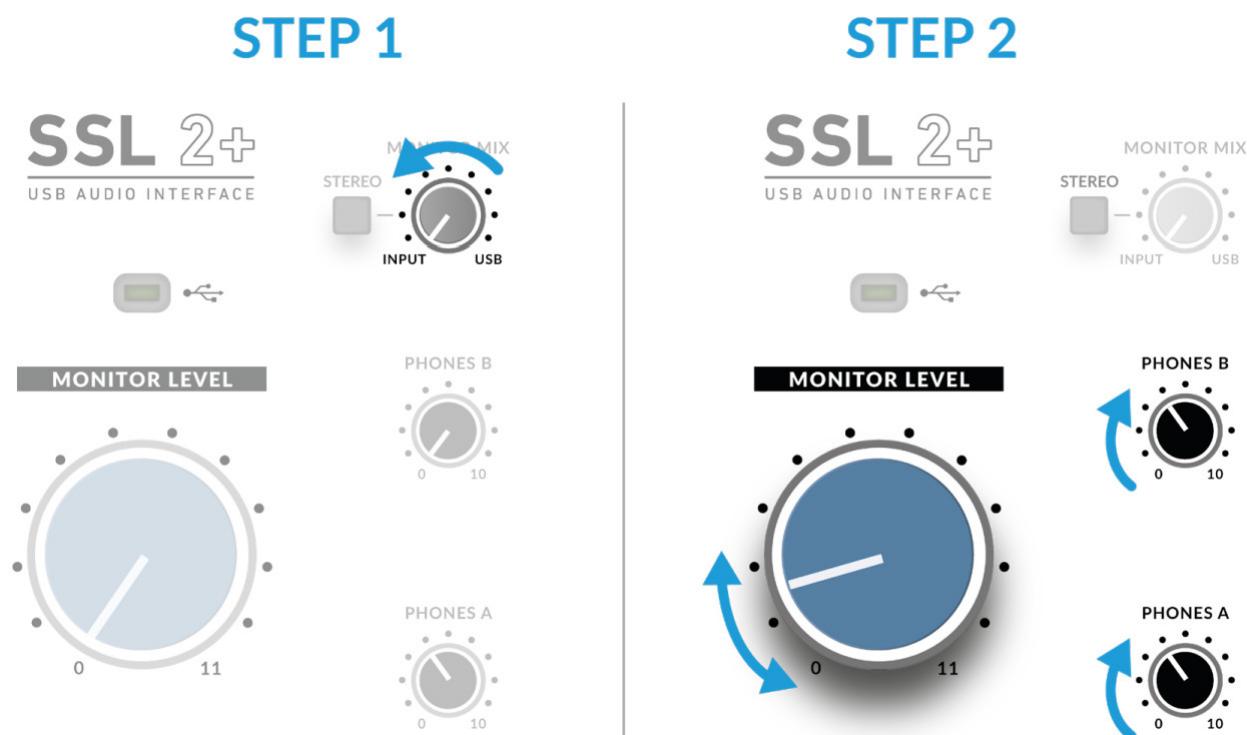 STEP 1
SSL 2+
USB AUDIO INTERFACE
MONITOR MIX
STEREO
INPUT USB
MONITOR LEVEL
0 11
PHONES B
0 10
PHONES A
0 10
STEP 2
SSL 2+
USB AUDIO INTERFACE
MONITOR MIX
STEREO
INPUT USB
MONITOR LEVEL
0 11
PHONES B
0 10
PHONES A
0 10